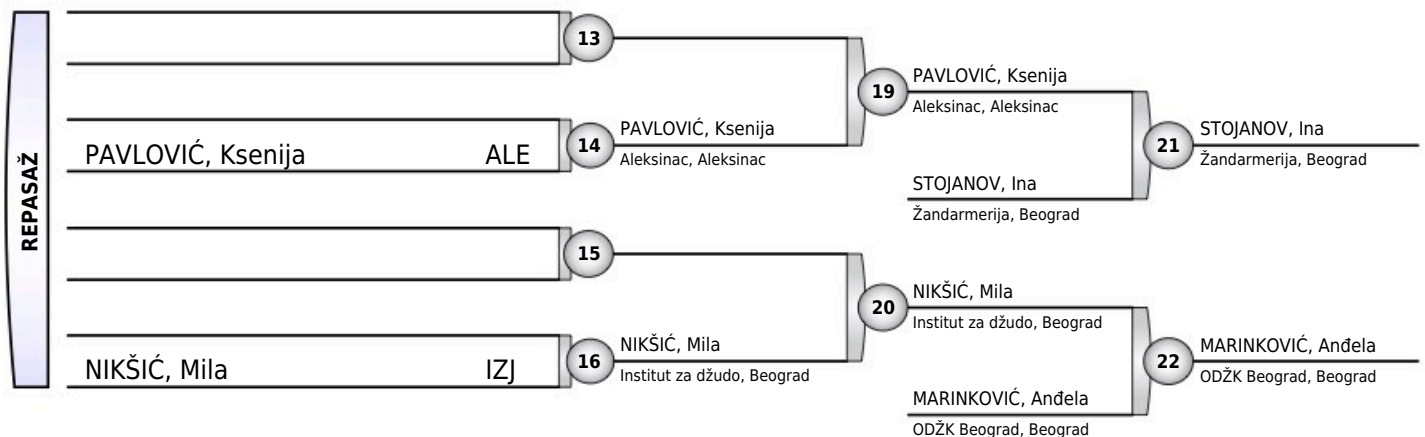 REPASAŽ
13
PAVLOVIĆ, Ksenija ALE
14
PAVLOVIĆ, Ksenija
Aleksinac, Aleksinac
19
PAVLOVIĆ, Ksenija
Aleksinac, Aleksinac
STOJANOV, Ina
Žandarmerija, Beograd
21
STOJANOV, Ina
Žandarmerija, Beograd
15
NIKŠIĆ, Mila IZJ
16
NIKŠIĆ, Mila
Institut za džudo, Beograd
20
NIKŠIĆ, Mila
Institut za džudo, Beograd
MARINKOVIĆ, Anđela
ODŽK Beograd, Beograd
22
MARINKOVIĆ, Anđela
ODŽK Beograd, Beograd